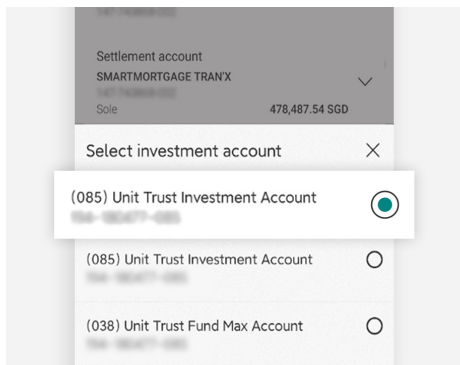 Settlement account
SMARTMORTGAGE TRAN'X
Sole 478,487.54 SGD
Select investment account
(085) Unit Trust Investment Account
(085) Unit Trust Investment Account
(038) Unit Trust Fund Max Account